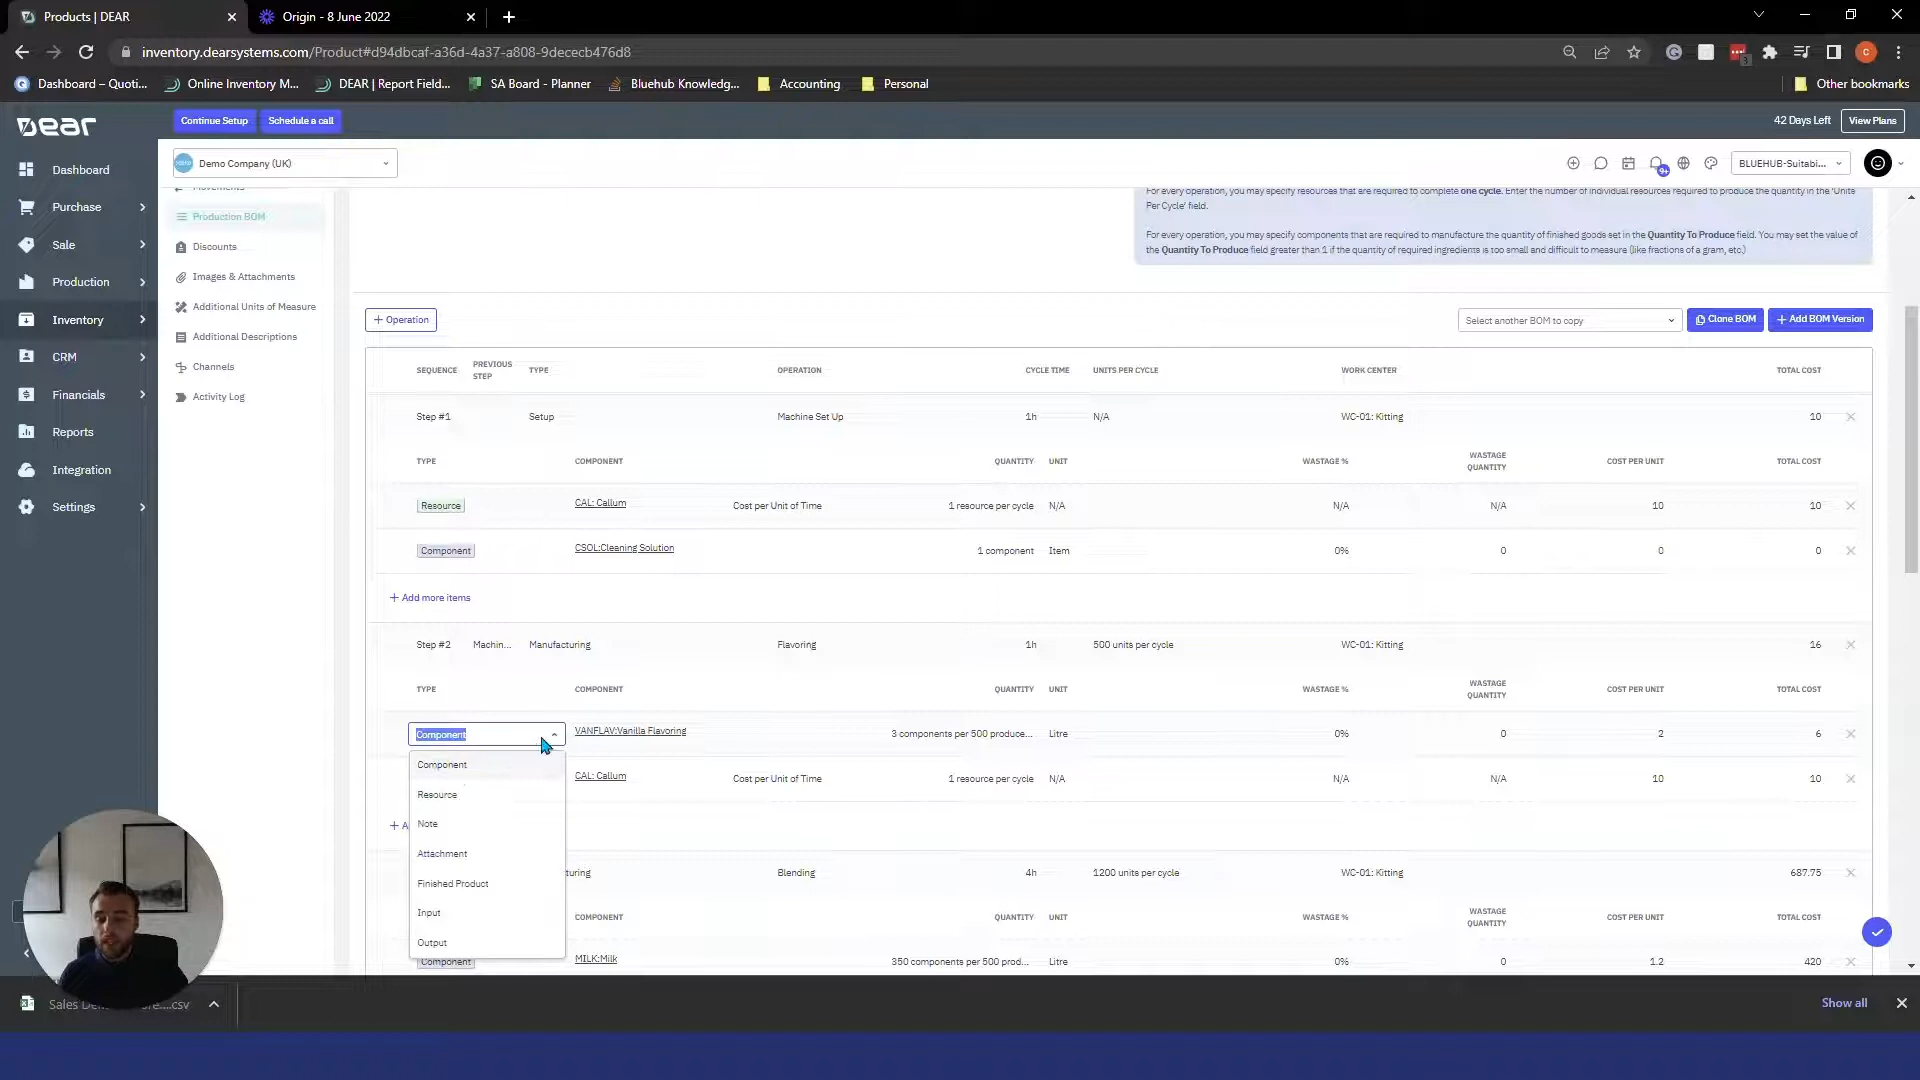 Products | DEAR
Origin - 8 June 2022
inventory.dearsystems.com/Product#d94dbcaf-a36d-4a37-a808-9dececb476d8
Dashboard – Quoti...
Online Inventory M...
DEAR | Report Field...
SA Board - Planner
Bluehub Knowledg...
Accounting
Personal
Other bookmarks
DEAR
Continue Setup
Schedule a call
42 Days Left
View Plans
Demo Company (UK)
9+
BLUEHUB-Suitabi...
Dashboard
Purchase
Sale
Production
Inventory
CRM
Financials
Reports
Integration
Settings
Movements
Production BOM
Discounts
Images & Attachments
Additional Units of Measure
Additional Descriptions
Channels
Activity Log
For every operation, you may specify resources that are required to complete one cycle. Enter the number of individual resources required to produce the quantity in the 'Units
Per Cycle' field.
For every operation, you may specify components that are required to manufacture the quantity of finished goods set in the Quantity To Produce field. You may set the value of
the Quantity To Produce field greater than 1 if the quantity of required ingredients is too small and difficult to measure (like fractions of a gram, etc.)
+ Operation
Select another BOM to copy
Clone BOM
+ Add BOM Version
SEQUENCE PREVIOUS STEP TYPE OPERATION CYCLE TIME UNITS PER CYCLE WORK CENTER TOTAL COST
Step #1 Setup Machine Set Up 1h N/A WC-01: Kitting 10
TYPE COMPONENT QUANTITY UNIT WASTAGE % WASTAGE QUANTITY COST PER UNIT TOTAL COST
Resource CAL: Callum Cost per Unit of Time 1 resource per cycle N/A N/A N/A 10 10
Component CSOL:Cleaning Solution 1 component Item 0% 0 0 0
+ Add more items
Step #2 Machin... Manufacturing Flavoring 1h 500 units per cycle WC-01: Kitting 16
TYPE COMPONENT QUANTITY UNIT WASTAGE % WASTAGE QUANTITY COST PER UNIT TOTAL COST
Component VANFLAV:Vanilla Flavoring 3 components per 500 produce... Litre 0% 0 2 6
Component
CAL: Callum Cost per Unit of Time 1 resource per cycle N/A N/A N/A 10 10
Resource
Note
+ A
Attachment
turing Blending 4h 1200 units per cycle WC-01: Kitting 687.75
Finished Product
Input
COMPONENT QUANTITY UNIT WASTAGE % WASTAGE QUANTITY COST PER UNIT TOTAL COST
Output
Component MILK:Milk 350 components per 500 prod... Litre 0% 0 1.2 420
Show all